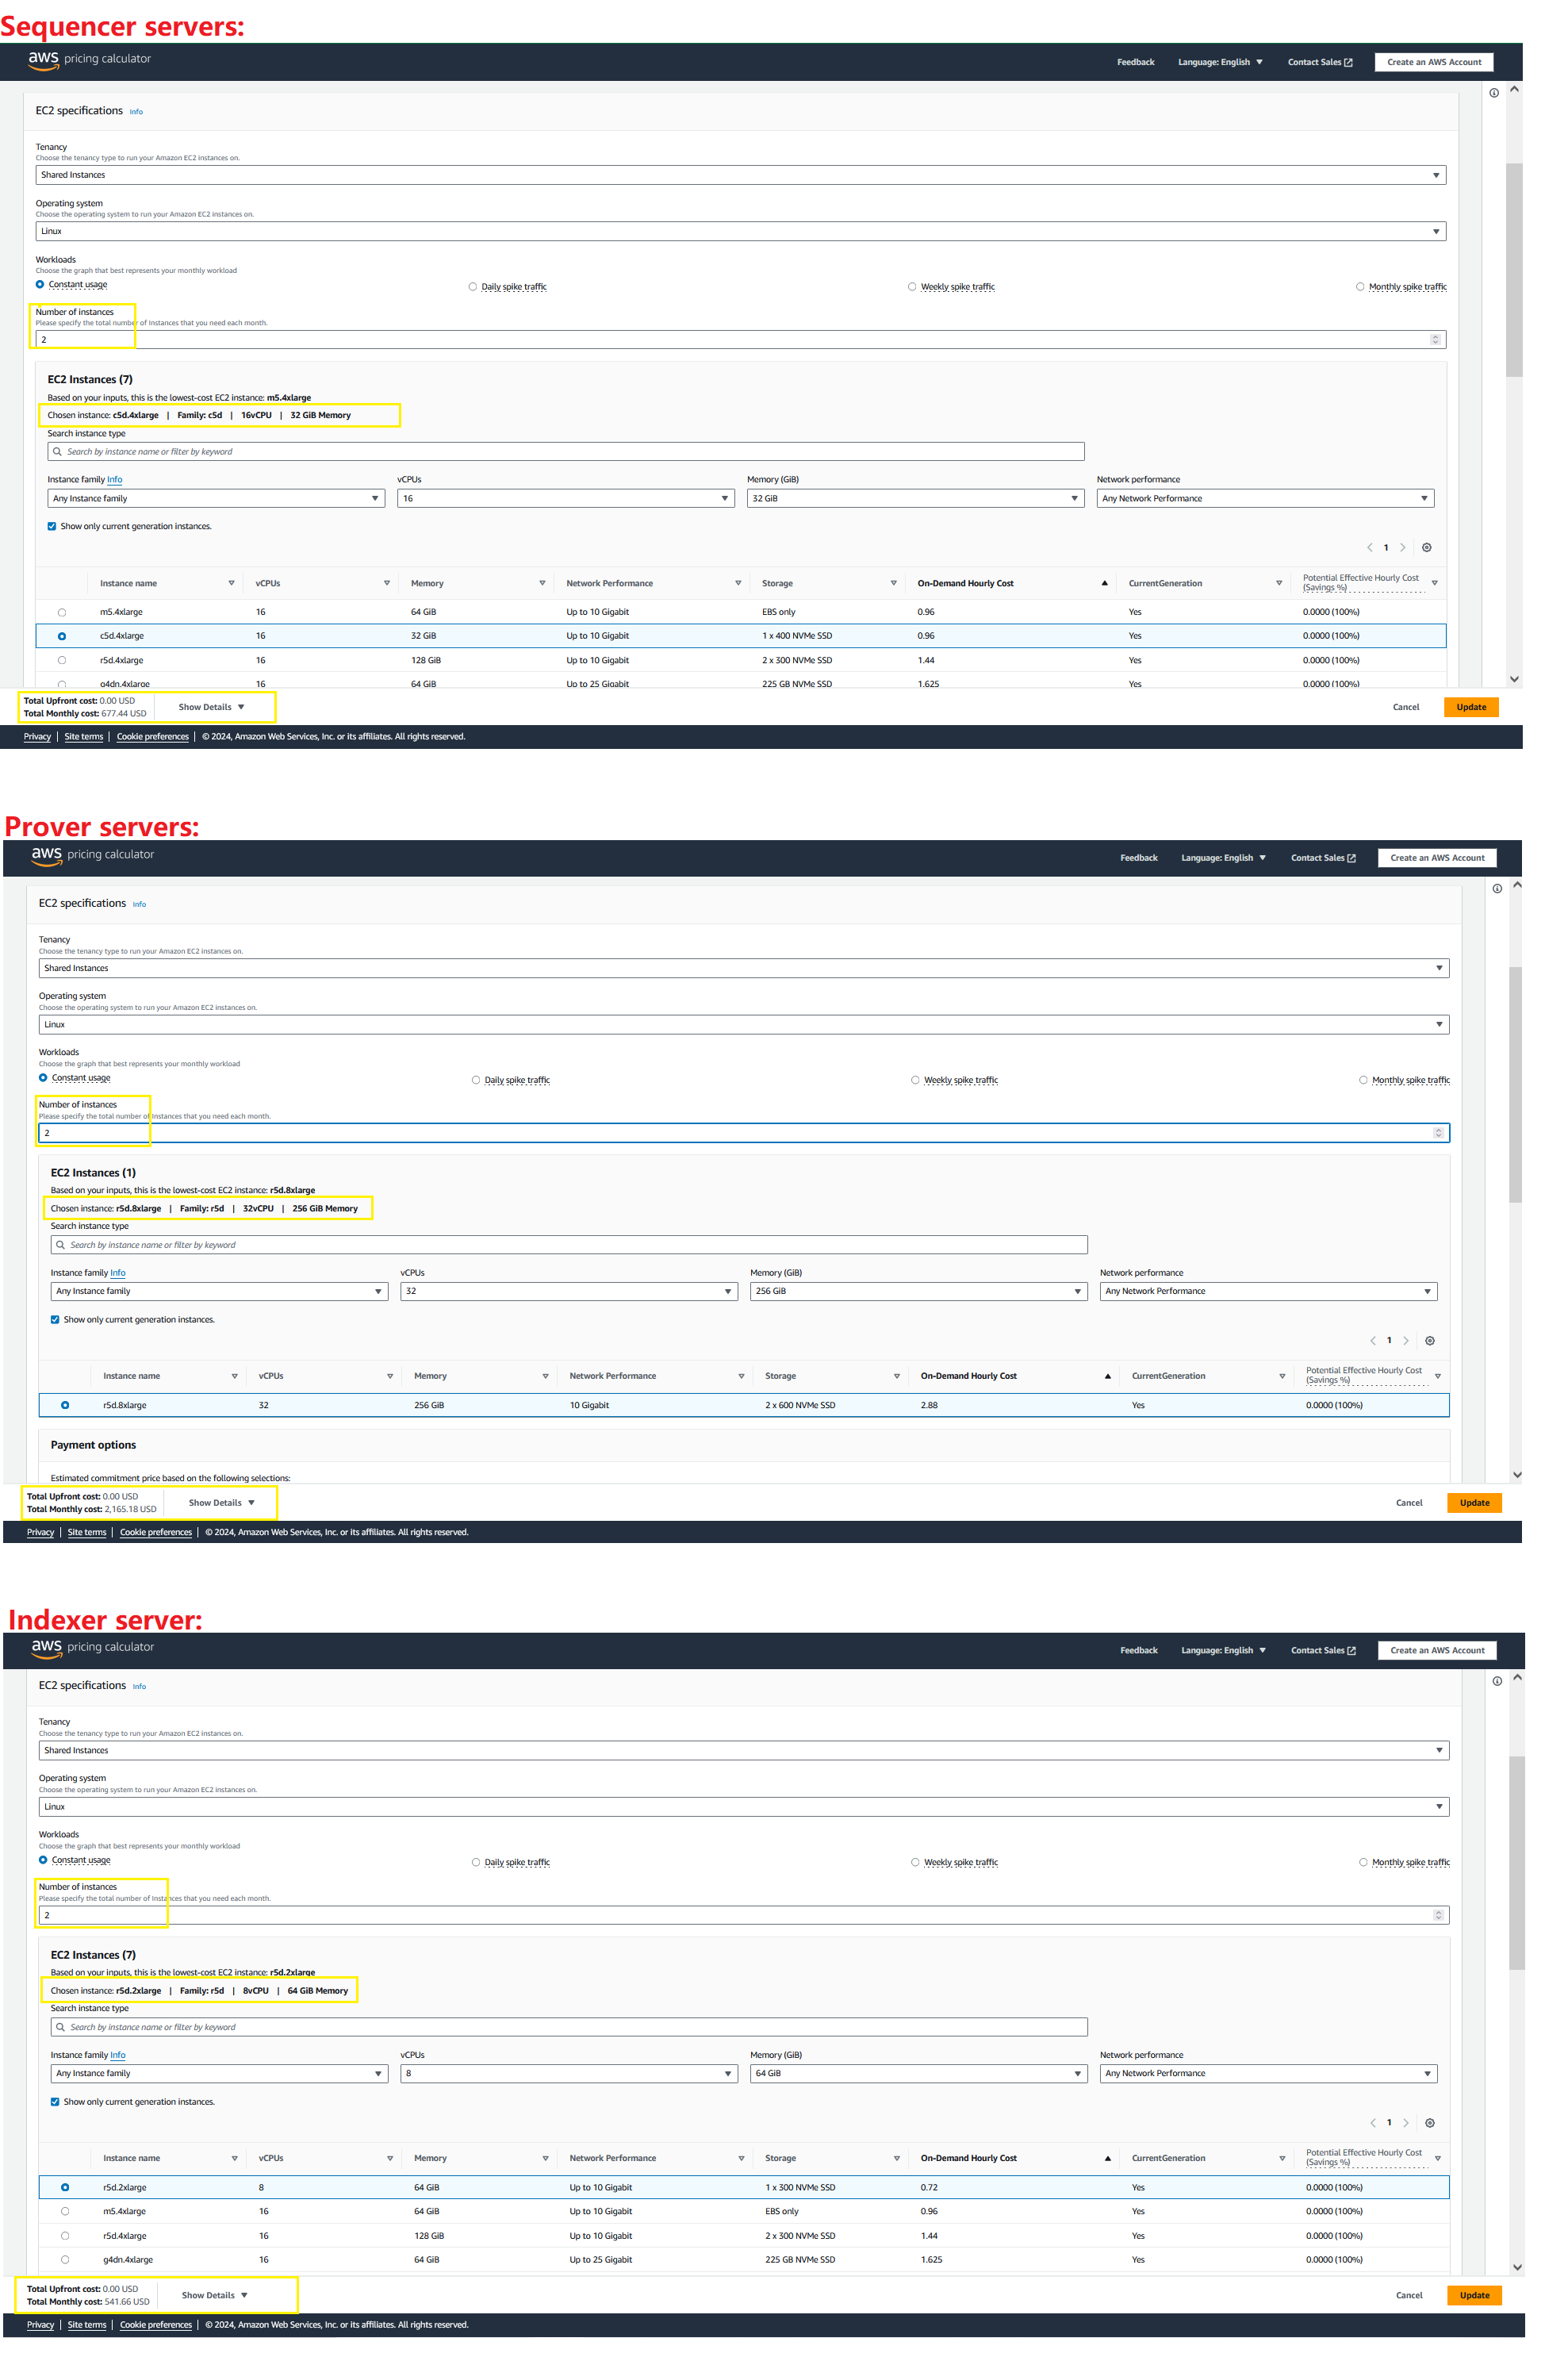 Sequencer servers:
aws pricing calculator
Feedback Language: English Contact Sales Create an AWS Account
EC2 specifications Info
Tenancy
Choose the tenancy type to run your Amazon EC2 instances on.
Shared Instances
Operating system
Choose the operating system to run your Amazon EC2 instances on.
Linux
Workloads
Choose the graph that best represents your monthly workload
Constant usage Daily spike traffic Weekly spike traffic Monthly spike traffic
Number of instances
Please specify the total number of Instances that you need each month.
2
EC2 Instances (7)
Based on your inputs, this is the lowest-cost EC2 instance: m5.4xlarge
Chosen instance: c5d.4xlarge | Family: c5d | 16vCPU | 32 GiB Memory
Search instance type
Search by instance name or filter by keyword
Instance family Info vCPUs Memory (GiB) Network performance
Any Instance family 16 32 GiB Any Network Performance
Show only current generation instances.
1
Instance name vCPUs Memory Network Performance Storage On-Demand Hourly Cost CurrentGeneration Potential Effective Hourly Cost
(Savings %)
m5.4xlarge 16 64 GiB Up to 10 Gigabit EBS only 0.96 Yes 0.0000 (100%)
c5d.4xlarge 16 32 GiB Up to 10 Gigabit 1 x 400 NVMe SSD 0.96 Yes 0.0000 (100%)
r5d.4xlarge 16 128 GiB Up to 10 Gigabit 2 x 300 NVMe SSD 1.44 Yes 0.0000 (100%)
g4dn.4xlarge 16 64 GiB Up to 25 Gigabit 225 GB NVMe SSD 1.625 Yes 0.0000 (100%)
Total Upfront cost: 0.00 USD
Total Monthly cost: 677.44 USD
Show Details Cancel Update
Privacy | Site terms | Cookie preferences | © 2024, Amazon Web Services, Inc. or its affiliates. All rights reserved.
Prover servers:
aws pricing calculator
Feedback Language: English Contact Sales Create an AWS Account
EC2 specifications Info
Tenancy
Choose the tenancy type to run your Amazon EC2 instances on.
Shared Instances
Operating system
Choose the operating system to run your Amazon EC2 instances on.
Linux
Workloads
Choose the graph that best represents your monthly workload
Constant usage Daily spike traffic Weekly spike traffic Monthly spike traffic
Number of instances
Please specify the total number of Instances that you need each month.
2
EC2 Instances (1)
Based on your inputs, this is the lowest-cost EC2 instance: r5d.8xlarge
Chosen instance: r5d.8xlarge | Family: r5d | 32vCPU | 256 GiB Memory
Search instance type
Search by instance name or filter by keyword
Instance family Info vCPUs Memory (GiB) Network performance
Any Instance family 32 256 GiB Any Network Performance
Show only current generation instances.
1
Instance name vCPUs Memory Network Performance Storage On-Demand Hourly Cost CurrentGeneration Potential Effective Hourly Cost
(Savings %)
r5d.8xlarge 32 256 GiB 10 Gigabit 2 x 600 NVMe SSD 2.88 Yes 0.0000 (100%)
Payment options
Estimated commitment price based on the following selections:
Total Upfront cost: 0.00 USD
Total Monthly cost: 2,165.18 USD
Show Details Cancel Update
Privacy | Site terms | Cookie preferences | © 2024, Amazon Web Services, Inc. or its affiliates. All rights reserved.
Indexer server:
aws pricing calculator
Feedback Language: English Contact Sales Create an AWS Account
EC2 specifications Info
Tenancy
Choose the tenancy type to run your Amazon EC2 instances on.
Shared Instances
Operating system
Choose the operating system to run your Amazon EC2 instances on.
Linux
Workloads
Choose the graph that best represents your monthly workload
Constant usage Daily spike traffic Weekly spike traffic Monthly spike traffic
Number of instances
Please specify the total number of Instances that you need each month.
2
EC2 Instances (7)
Based on your inputs, this is the lowest-cost EC2 instance: r5d.2xlarge
Chosen instance: r5d.2xlarge | Family: r5d | 8vCPU | 64 GiB Memory
Search instance type
Search by instance name or filter by keyword
Instance family Info vCPUs Memory (GiB) Network performance
Any Instance family 8 64 GiB Any Network Performance
Show only current generation instances.
1
Instance name vCPUs Memory Network Performance Storage On-Demand Hourly Cost CurrentGeneration Potential Effective Hourly Cost
(Savings %)
r5d.2xlarge 8 64 GiB Up to 10 Gigabit 1 x 300 NVMe SSD 0.72 Yes 0.0000 (100%)
m5.4xlarge 16 64 GiB Up to 10 Gigabit EBS only 0.96 Yes 0.0000 (100%)
r5d.4xlarge 16 128 GiB Up to 10 Gigabit 2 x 300 NVMe SSD 1.44 Yes 0.0000 (100%)
g4dn.4xlarge 16 64 GiB Up to 25 Gigabit 225 GB NVMe SSD 1.625 Yes 0.0000 (100%)
Total Upfront cost: 0.00 USD
Total Monthly cost: 541.66 USD
Show Details Cancel Update
Privacy | Site terms | Cookie preferences | © 2024, Amazon Web Services, Inc. or its affiliates. All rights reserved.